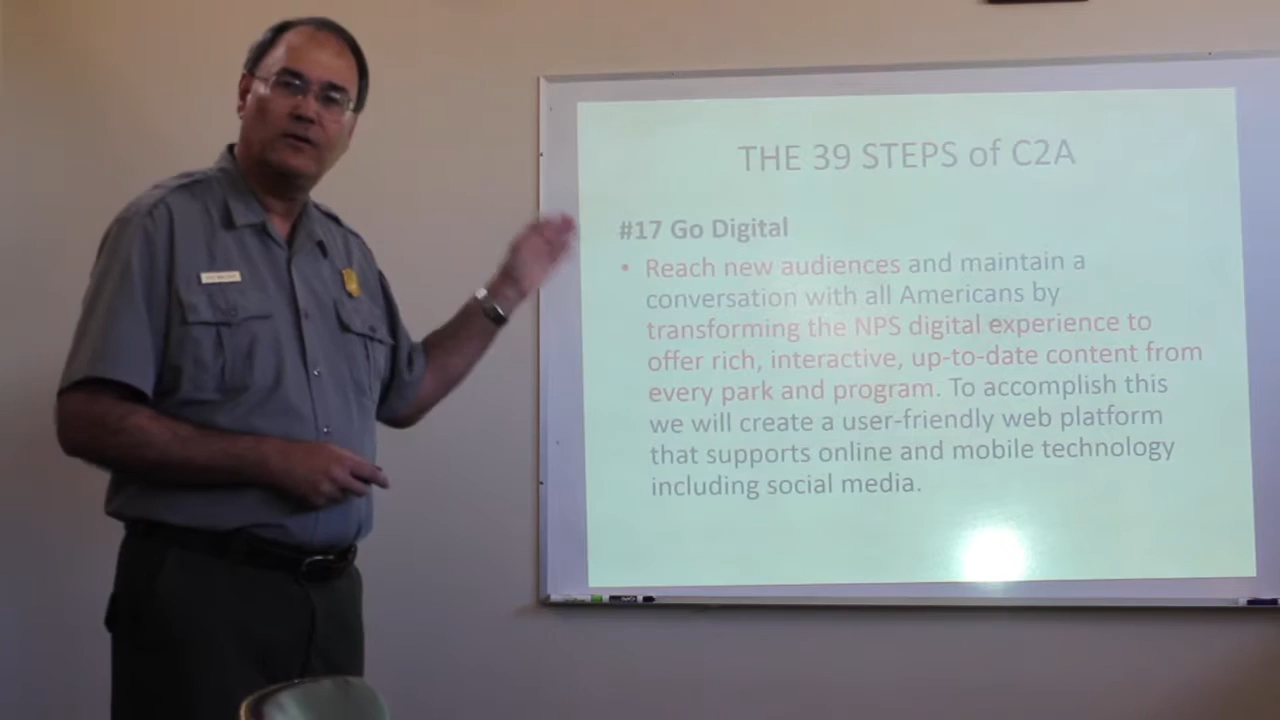 THE 39 STEPS of C2A
#17 Go Digital
• Reach new audiences and maintain a
conversation with all Americans by
transforming the NPS digital experience to
offer rich, interactive, up-to-date content from
every park and program. To accomplish this
we will create a user-friendly web platform
that supports online and mobile technology
including social media.